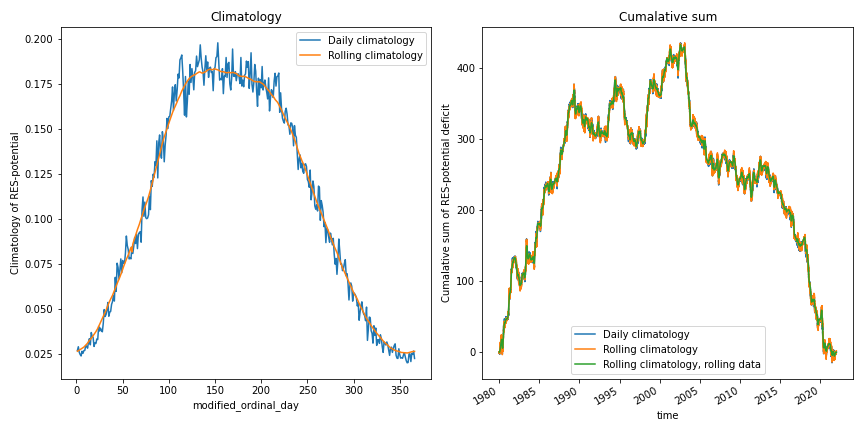 Climatology
Daily climatology
Rolling climatology
Climatology of RES-potential
0.200
0.175
0.150
0.125
0.100
0.075
0.050
0.025
0 50 100 150 200 250 300 350
modified_ordinal_day
Cumalative sum
Cumalative sum of RES-potential deficit
400
300
200
100
0
Daily climatology
Rolling climatology
Rolling climatology, rolling data
1980 1985 1990 1995 2000 2005 2010 2015 2020
time